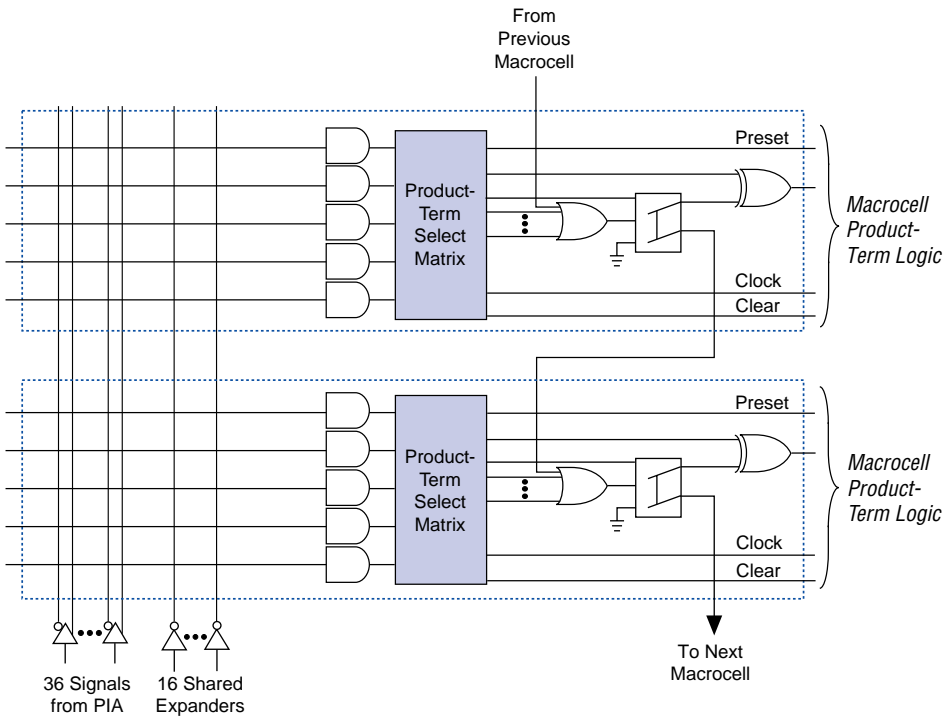 From
Previous
Macrocell
Preset
Product-
Term
Select
Matrix
Macrocell
Product-
Term Logic
Clock
Clear
Preset
Product-
Term
Select
Matrix
Macrocell
Product-
Term Logic
Clock
Clear
36 Signals
from PIA
16 Shared
Expanders
To Next
Macrocell